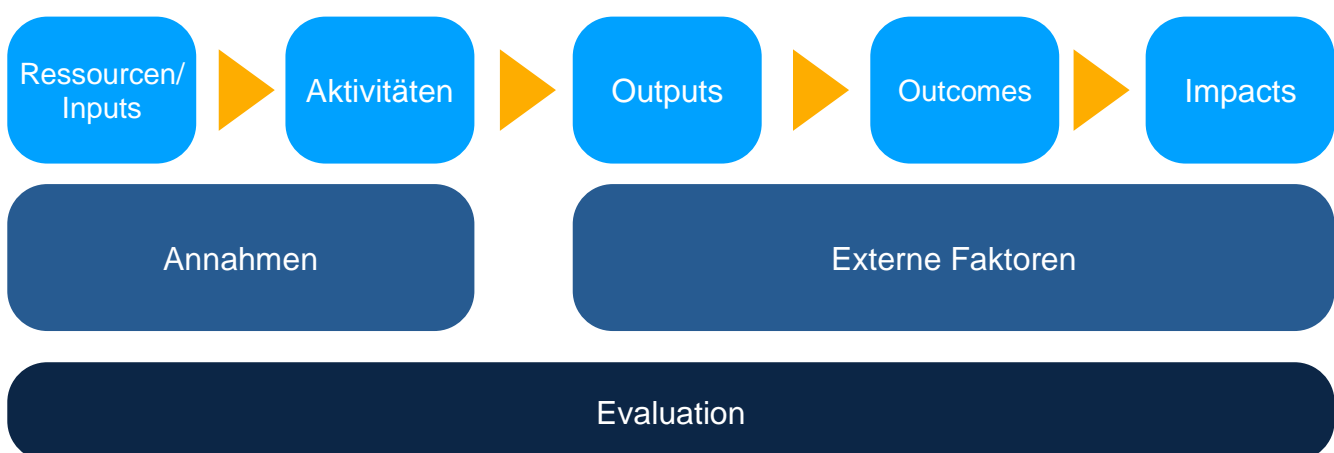 Ressourcen/
Inputs
Aktivitäten
Outputs
Outcomes
Impacts
Annahmen
Externe Faktoren
Evaluation